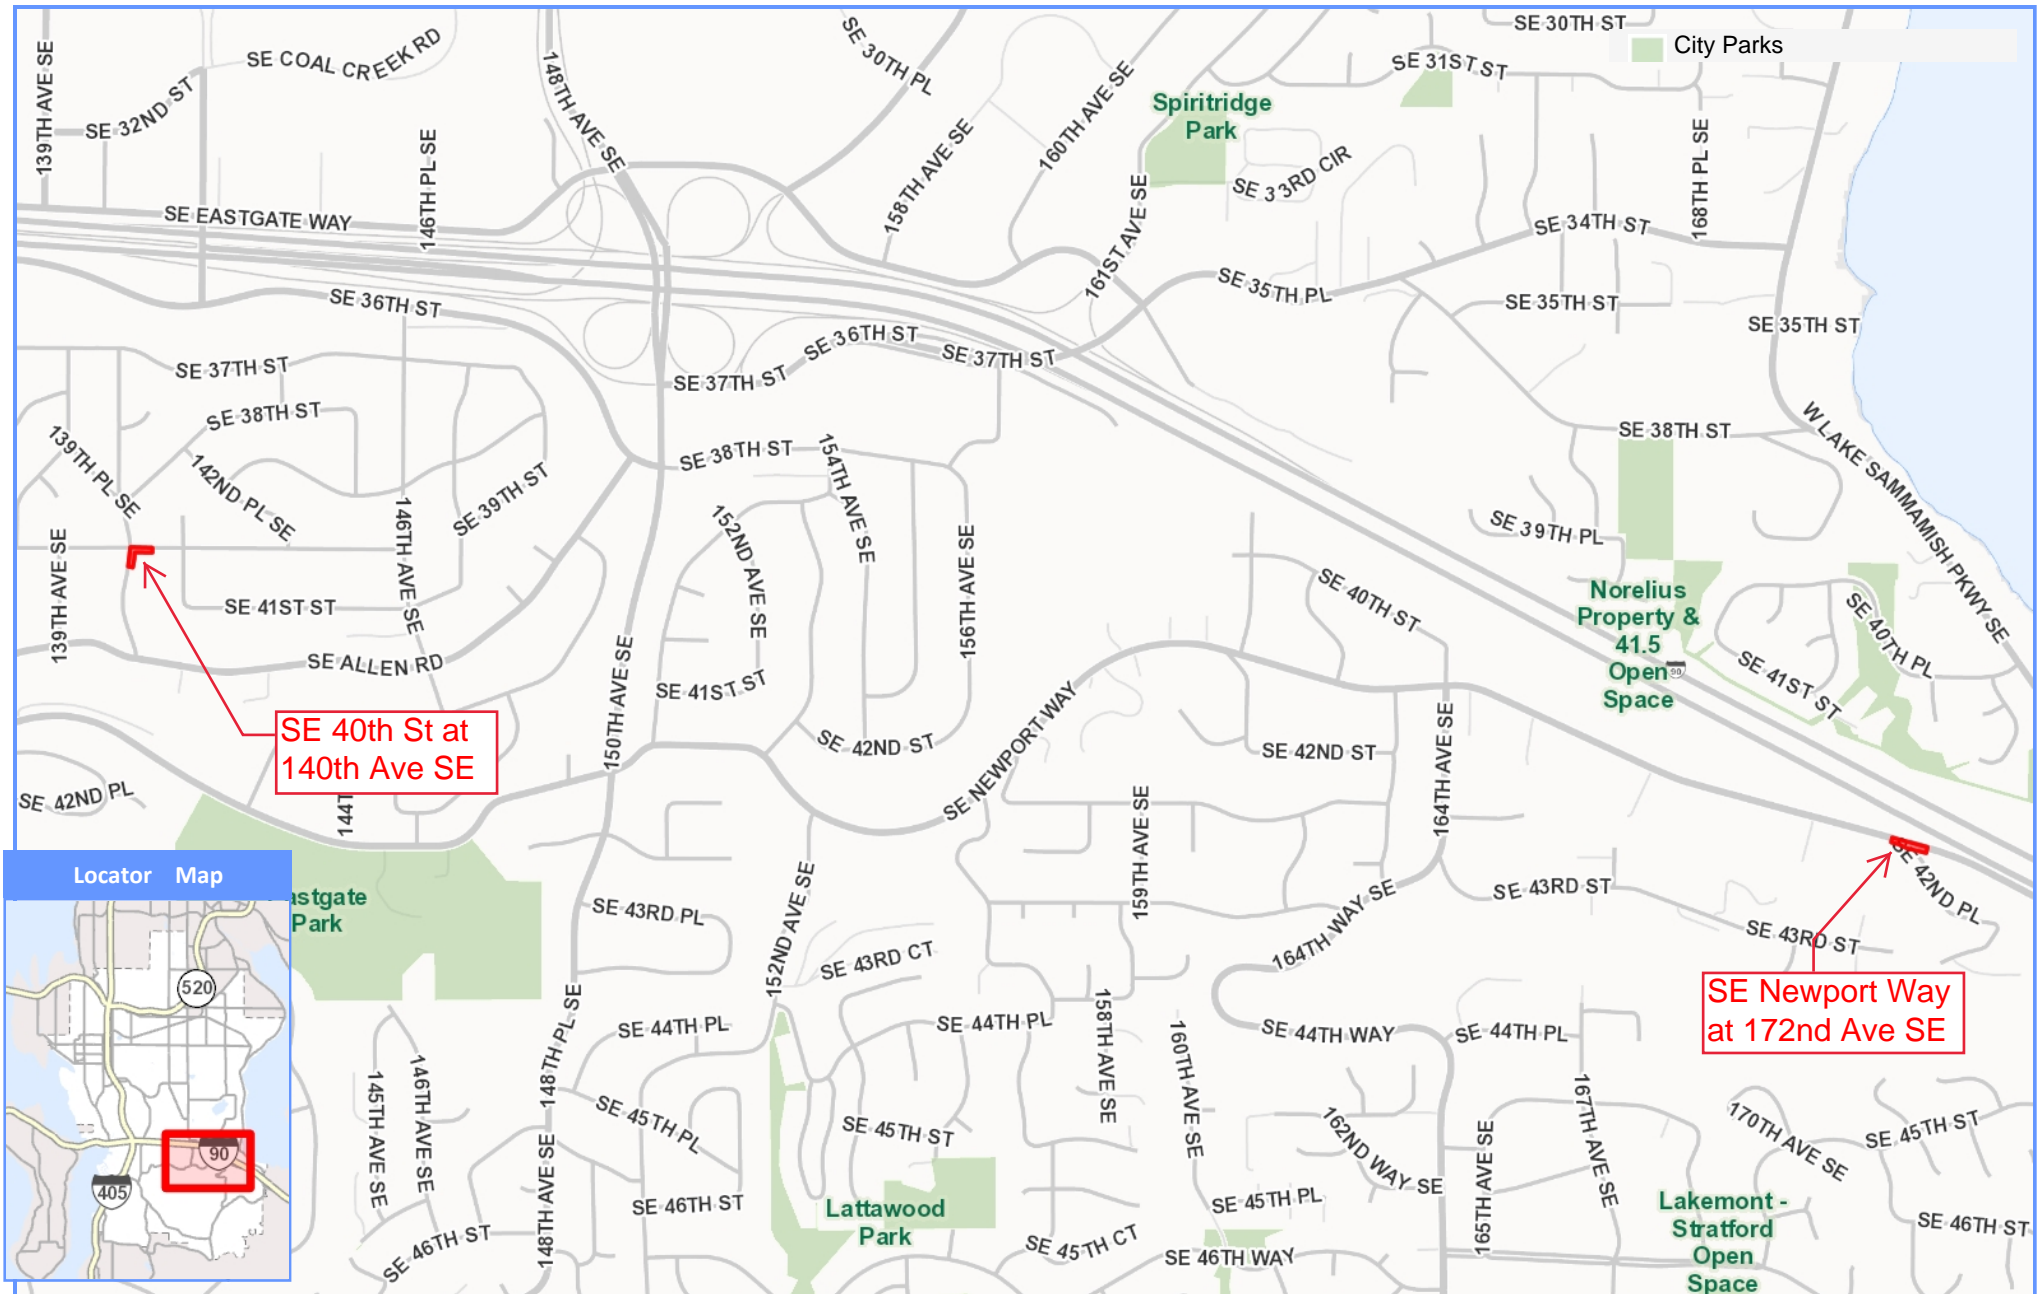 SE 30TH ST
City Parks
SE COAL CREEK RD
148TH AVE SE
SE 30TH PL
160TH AVE SE
SE 31ST ST
139TH AVE SE
SE 32ND ST
146TH PL SE
158TH AVE SE
Spiritridge
Park
SE 33RD CIR
168TH PL SE
SE EASTGATE WAY
161ST AVE SE
SE 34TH ST
SE 36TH ST
SE 35TH PL
SE 35TH ST
SE 35TH ST
SE 36TH ST
SE 37TH ST
SE 37TH ST
SE 37TH ST
SE 38TH ST
SE 38TH ST
154TH AVE SE
SE 38TH ST
W LAKE SAMMAMISH PKWY SE
139TH PL SE
142ND PL SE
SE 39TH ST
146TH AVE SE
152ND AVE SE
156TH AVE SE
SE 39TH PL
139TH AVE SE
SE 41ST ST
SE 40TH ST
Norelius
Property &
41.5
Open
Space
90
SE 40TH PL
SE 41ST ST
SE ALLEN RD
150TH AVE SE
SE 41ST ST
SE 40th St at
140th Ave SE
SE 42ND ST
SE NEWPORT WAY
SE 42ND ST
164TH AVE SE
SE 42ND PL
144T
159TH AVE SE
SE 42ND PL
Locator Map
astgate
Park
SE 43RD PL
152ND AVE SE
SE 43RD CT
164TH WAY SE
SE 43RD ST
SE 43RD ST
SE Newport Way
at 172nd Ave SE
520
148TH PL SE
SE 44TH PL
SE 44TH PL
158TH AVE SE
160TH AVE SE
SE 44TH WAY
SE 44TH PL
145TH AVE SE
146TH AVE SE
SE 45TH PL
SE 45TH ST
162ND WAY SE
167TH AVE SE
170TH AVE SE
SE 45TH ST
90
405
148TH AVE SE
SE 46TH ST
SE 46TH ST
Lattawood
Park
SE 45TH CT
SE 45TH PL
SE 46TH WAY
165TH AVE SE
Lakemont -
Stratford
Open
Space
SE 46TH ST